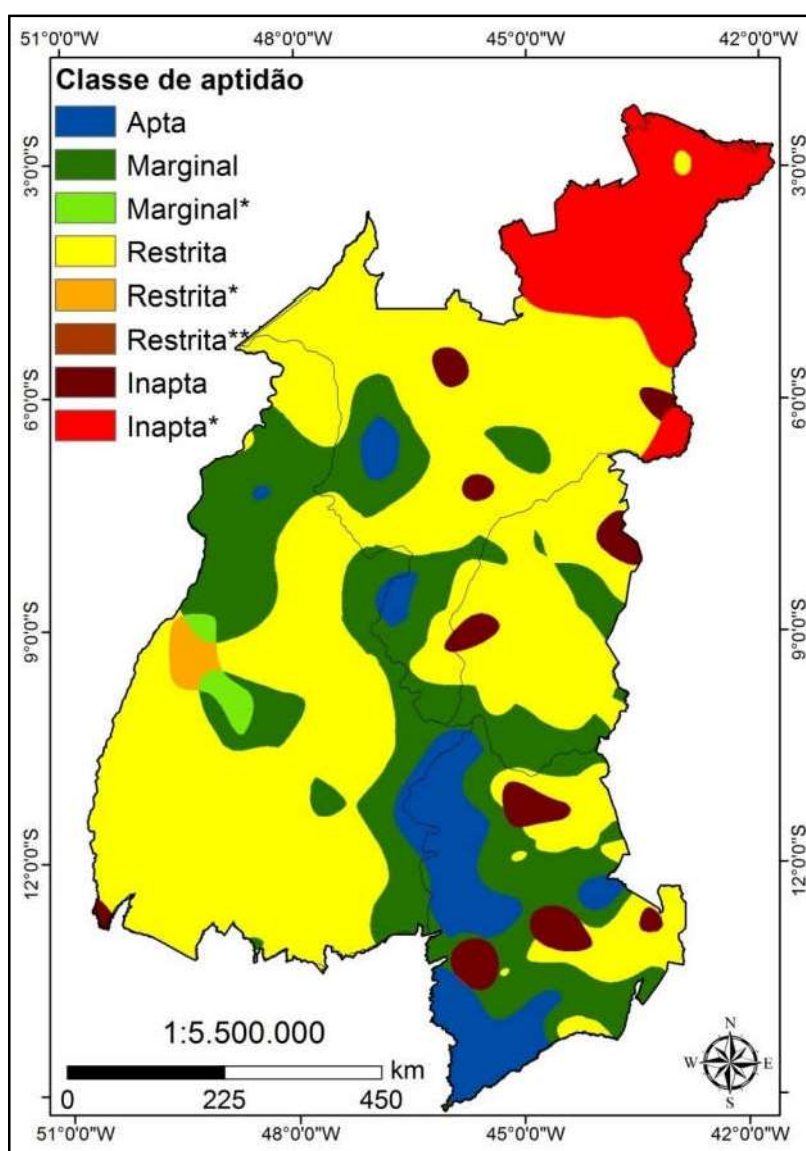 51°0'0"W 48°0'0"W 45°0'0"W 42°0'0"W
Classe de aptidão
Apta
Marginal
Marginal*
Restrita
Restrita*
Restrita**
Inapta
Inapta*
3°0'0"S 3°0'0"S
6°0'0"S 6°0'0"S
9°0'0"S 9°0'0"S
12°0'0"S 12°0'0"S
1:5.500.000
km
0 225 450
N
W E
S
51°0'0"W 48°0'0"W 45°0'0"W 42°0'0"W